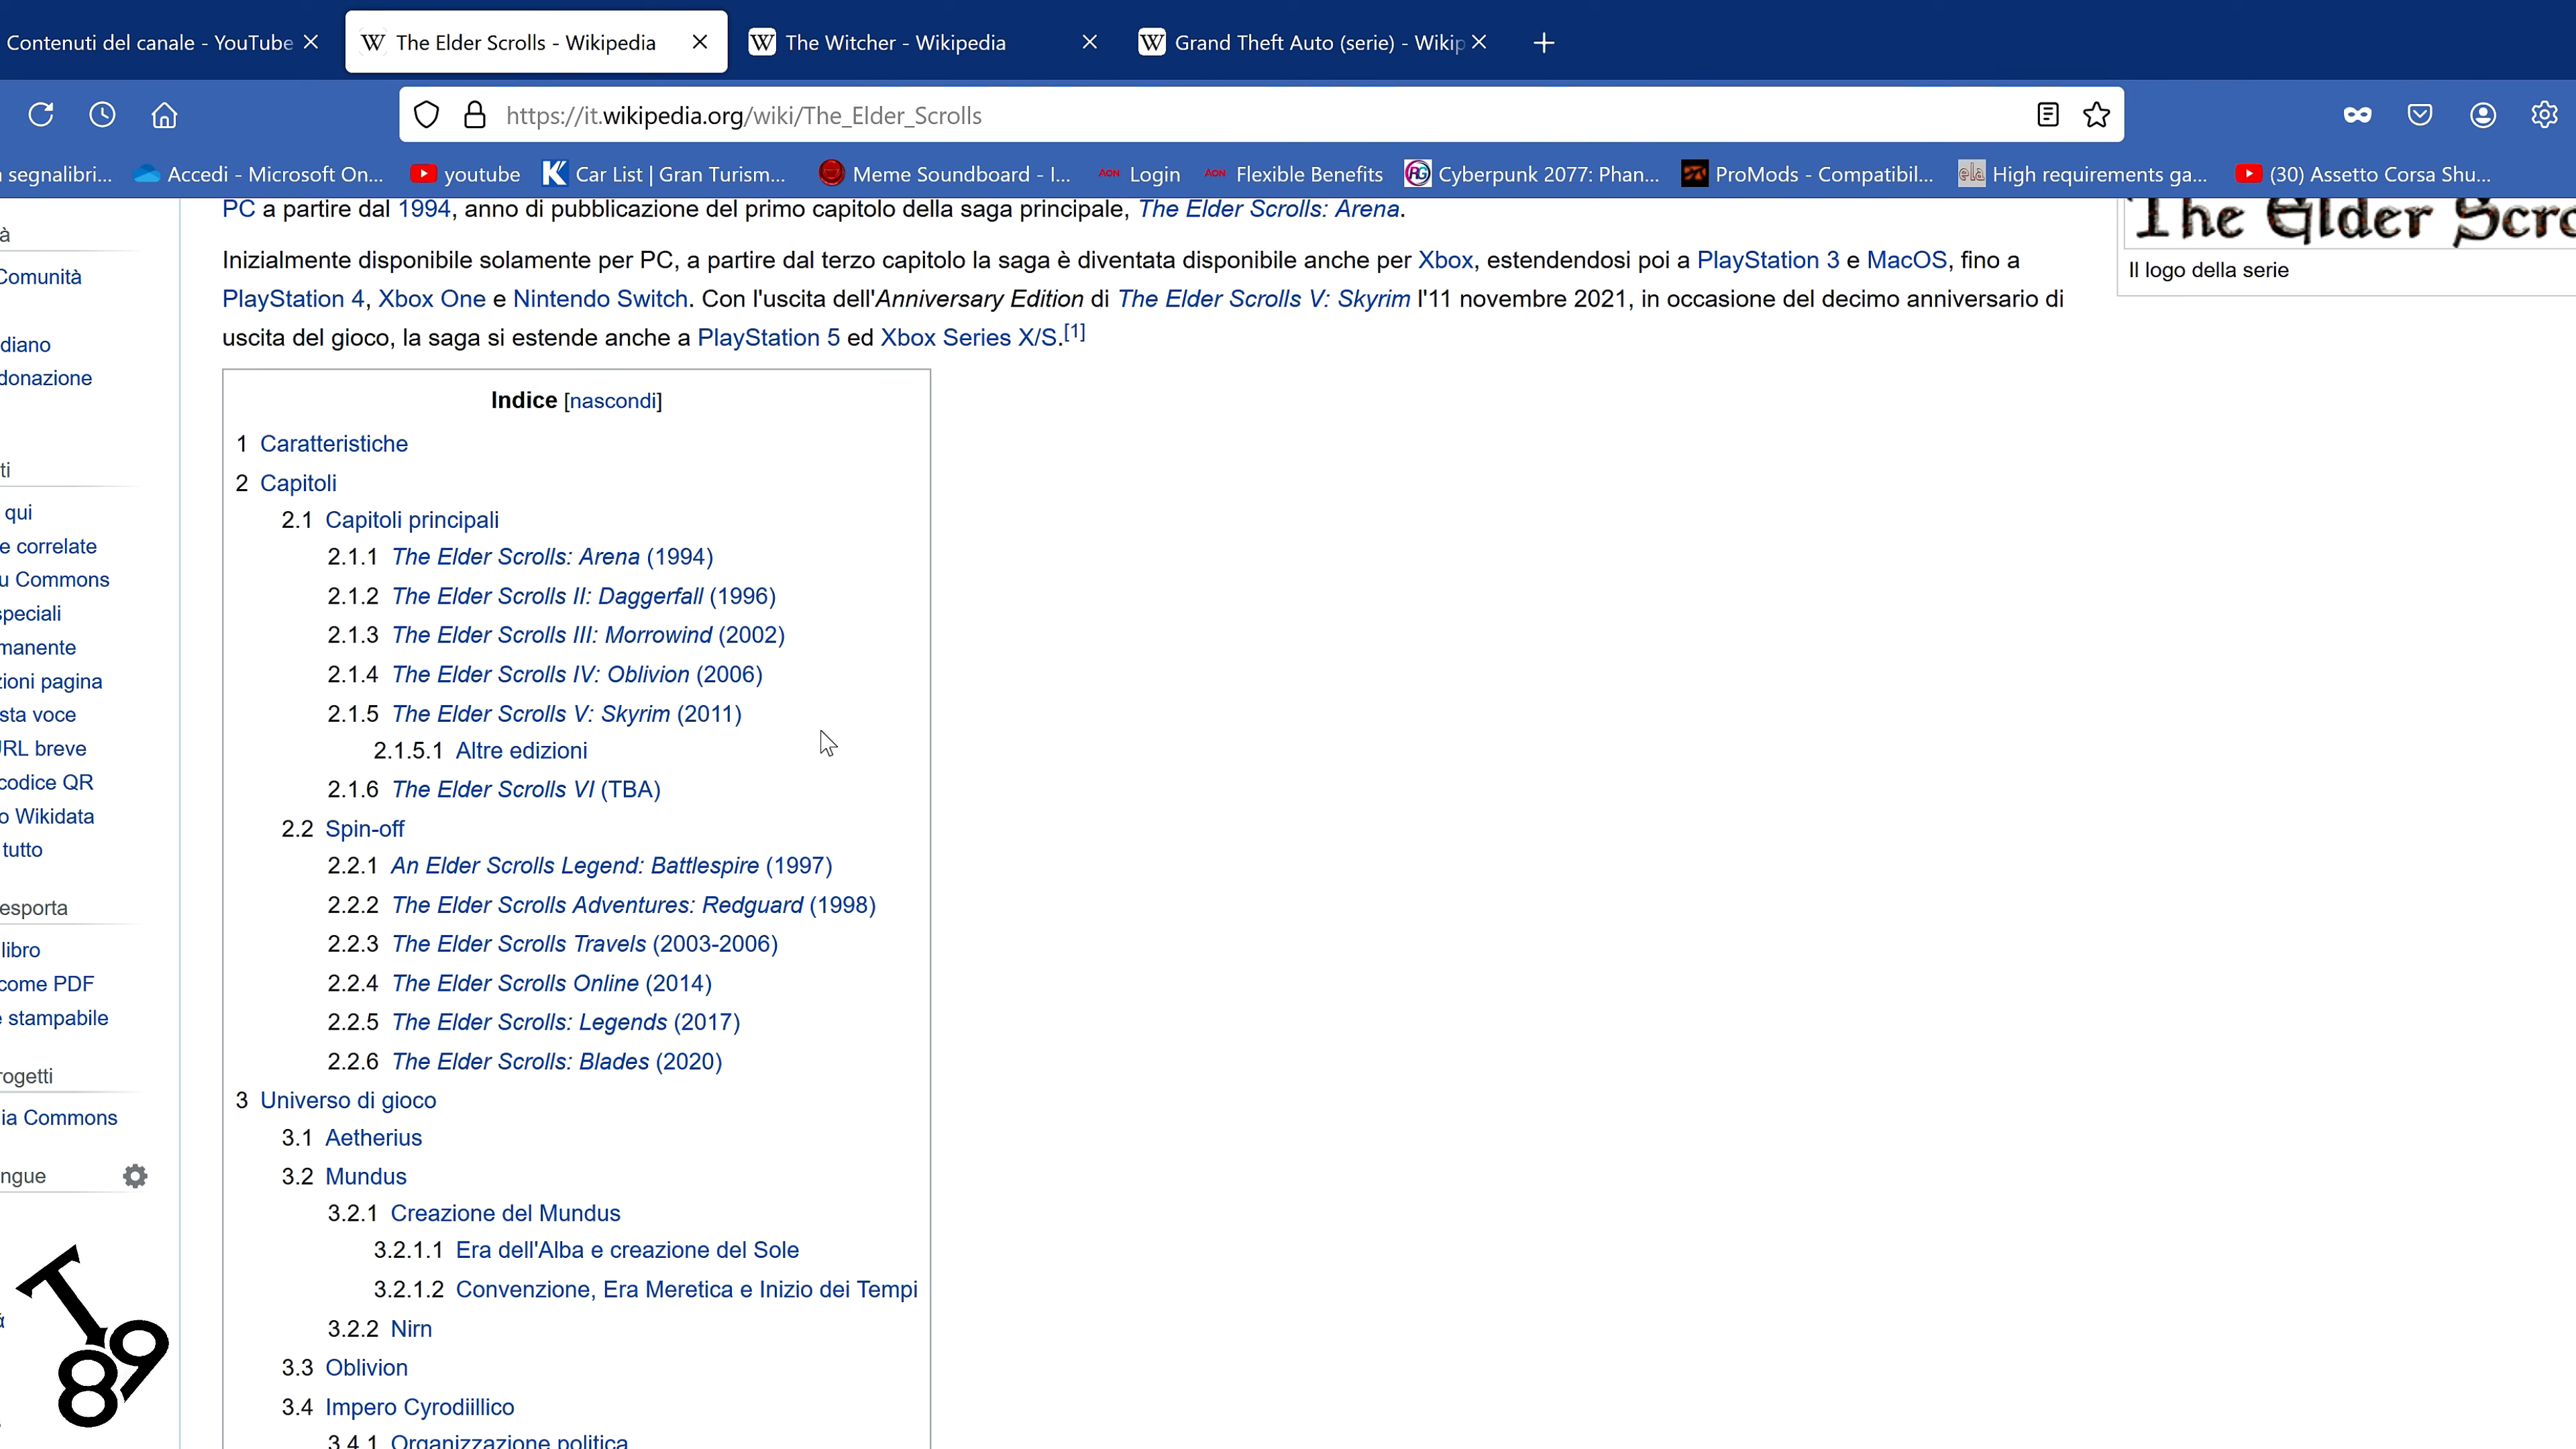 Contenuti del canale - YouTube
The Elder Scrolls - Wikipedia
The Witcher - Wikipedia
Grand Theft Auto (serie) - Wikip
https://it.wikipedia.org/wiki/The_Elder_Scrolls
segnalibri...
Accedi - Microsoft On...
youtube
Car List | Gran Turism...
Meme Soundboard - I...
AON Login
AON Flexible Benefits
Cyberpunk 2077: Phan...
ProMods - Compatibil...
ela High requirements ga...
(30) Assetto Corsa Shu...
PC a partire dal 1994, anno di pubblicazione del primo capitolo della saga principale, The Elder Scrolls: Arena.
Inizialmente disponibile solamente per PC, a partire dal terzo capitolo la saga è diventata disponibile anche per Xbox, estendendosi poi a PlayStation 3 e MacOS, fino a
PlayStation 4, Xbox One e Nintendo Switch. Con l'uscita dell'Anniversary Edition di The Elder Scrolls V: Skyrim l'11 novembre 2021, in occasione del decimo anniversario di
uscita del gioco, la saga si estende anche a PlayStation 5 ed Xbox Series X/S.[1]
The Elder Scro
Il logo della serie
à
Comunità
diano
donazione
ti
qui
e correlate
u Commons
speciali
manente
zioni pagina
sta voce
URL breve
codice QR
o Wikidata
tutto
esporta
libro
come PDF
e stampabile
rogetti
ia Commons
ingue
T
89
Indice [nascondi]
1 Caratteristiche
2 Capitoli
2.1 Capitoli principali
2.1.1 The Elder Scrolls: Arena (1994)
2.1.2 The Elder Scrolls II: Daggerfall (1996)
2.1.3 The Elder Scrolls III: Morrowind (2002)
2.1.4 The Elder Scrolls IV: Oblivion (2006)
2.1.5 The Elder Scrolls V: Skyrim (2011)
2.1.5.1 Altre edizioni
2.1.6 The Elder Scrolls VI (TBA)
2.2 Spin-off
2.2.1 An Elder Scrolls Legend: Battlespire (1997)
2.2.2 The Elder Scrolls Adventures: Redguard (1998)
2.2.3 The Elder Scrolls Travels (2003-2006)
2.2.4 The Elder Scrolls Online (2014)
2.2.5 The Elder Scrolls: Legends (2017)
2.2.6 The Elder Scrolls: Blades (2020)
3 Universo di gioco
3.1 Aetherius
3.2 Mundus
3.2.1 Creazione del Mundus
3.2.1.1 Era dell'Alba e creazione del Sole
3.2.1.2 Convenzione, Era Meretica e Inizio dei Tempi
3.2.2 Nirn
3.3 Oblivion
3.4 Impero Cyrodiillico
3.4.1 Organizzazione politica